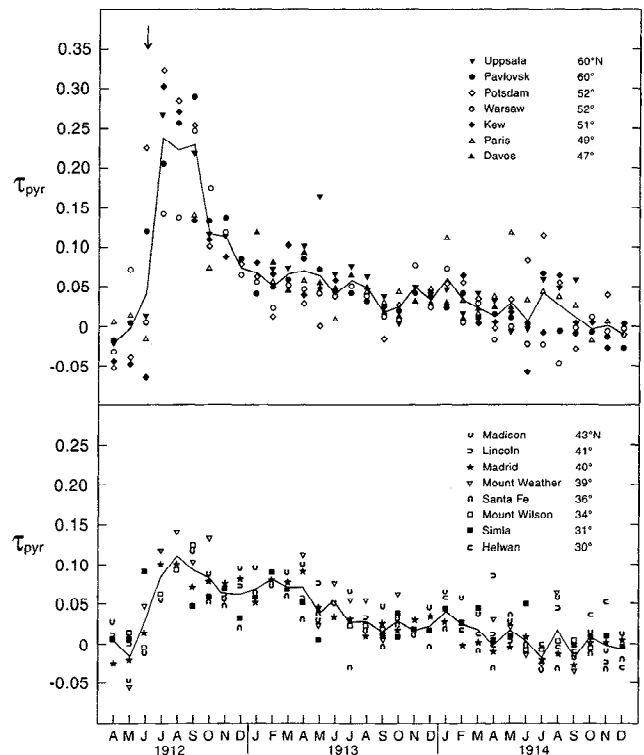 0.35
0.30
0.25
0.20
0.15
0.10
0.05
0
-0.05
τpyr
Uppsala 60°N
Pavlovsk 60°
Potsdam 52°
Warsaw 52°
Kew 51°
Paris 49°
Davos 47°
0.25
0.20
0.15
0.10
0.05
0
-0.05
τpyr
Madison 43°N
Lincoln 41°
Madrid 40°
Mount Weather 39°
Santa Fe 36°
Mount Wilson 34°
Simla 31°
Helwan 30°
A M J J A S O N D J F M A M J J A S O N D J F M A M J J A S O N D
1912 1913 1914